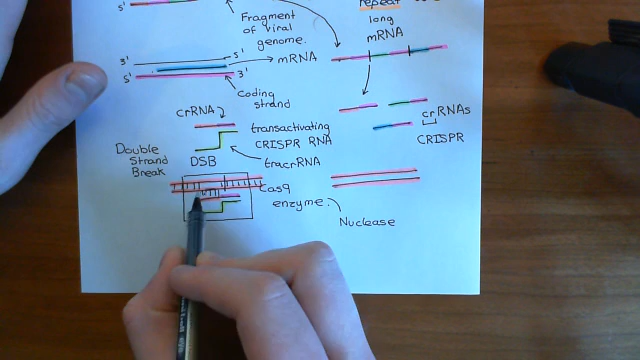 5'
Fragment
of viral
genome.
repeat
long
mRNA
3'
5'
mRNA
5'
3'
Coding
strand
crRNA
transactivating
CRISPR RNA
crRNAs
CRISPR
Double
Strand
Break
DSB
tracrRNA
Cas9
enzyme.
Nuclease